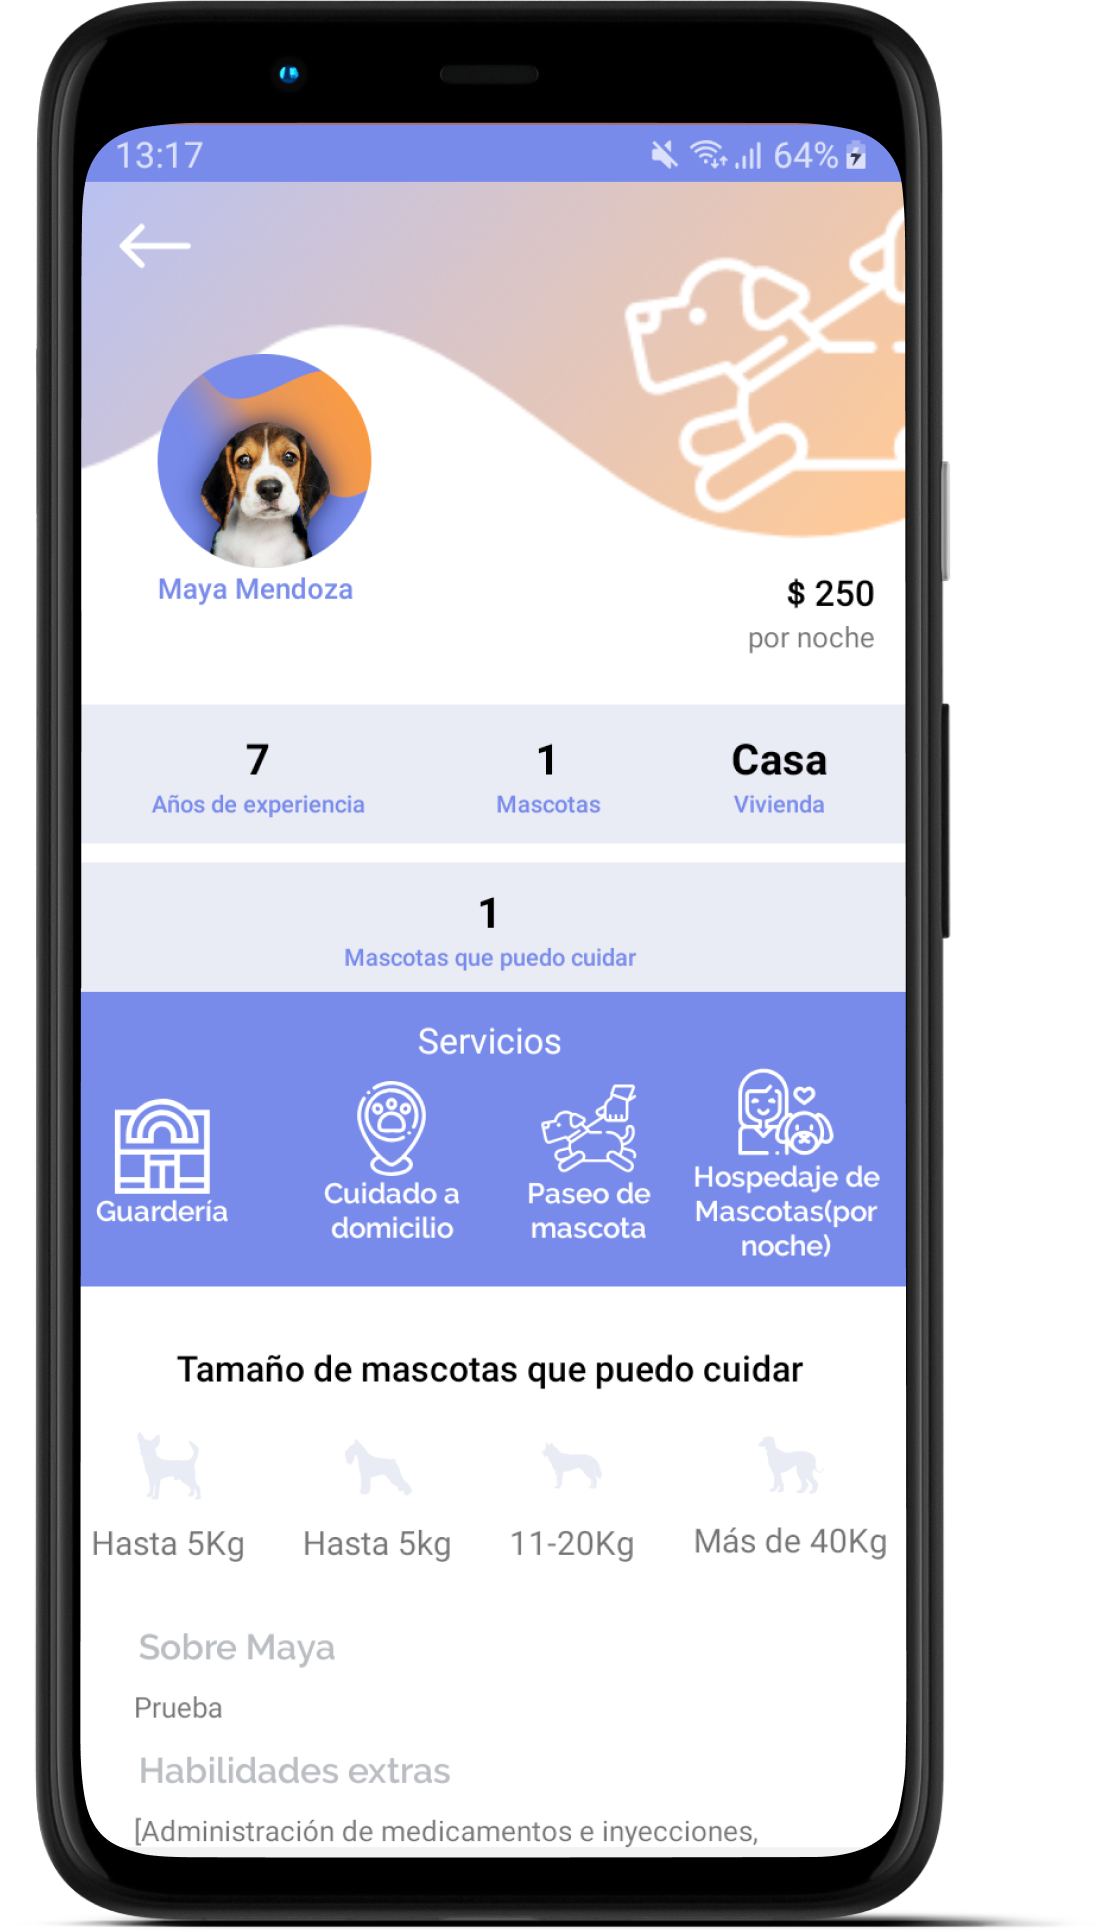 13:17
64%
Maya Mendoza
$ 250
por noche
7
1
Casa
Años de experiencia
Mascotas
Vivienda
1
Mascotas que puedo cuidar
Servicios
Guardería
Cuidado a
domicilio
Paseo de
mascota
Hospedaje de
Mascotas(por
noche)
Tamaño de mascotas que puedo cuidar
Hasta 5Kg
Hasta 5kg
11-20Kg
Más de 40Kg
Sobre Maya
Prueba
Habilidades extras
[Administración de medicamentos e inyecciones,